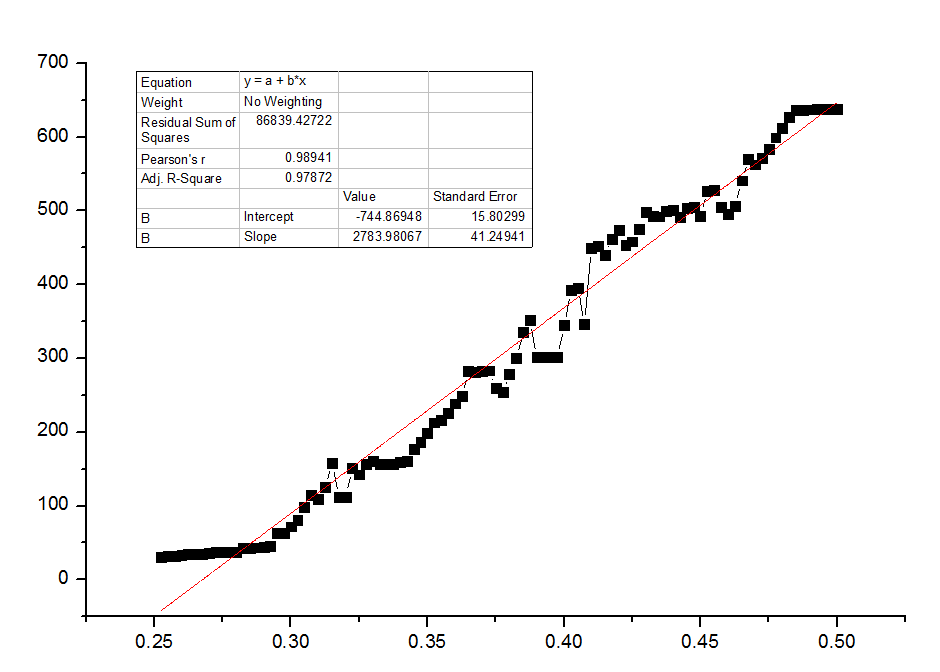 700
600
500
400
300
200
100
0
Equation y = a + b*x
Weight No Weighting
Residual Sum of 86839.42722
Squares
Pearson's r 0.98941
Adj. R-Square 0.97872
Value Standard Error
B Intercept -744.86948 15.80299
B Slope 2783.98067 41.24941
0.25 0.30 0.35 0.40 0.45 0.50